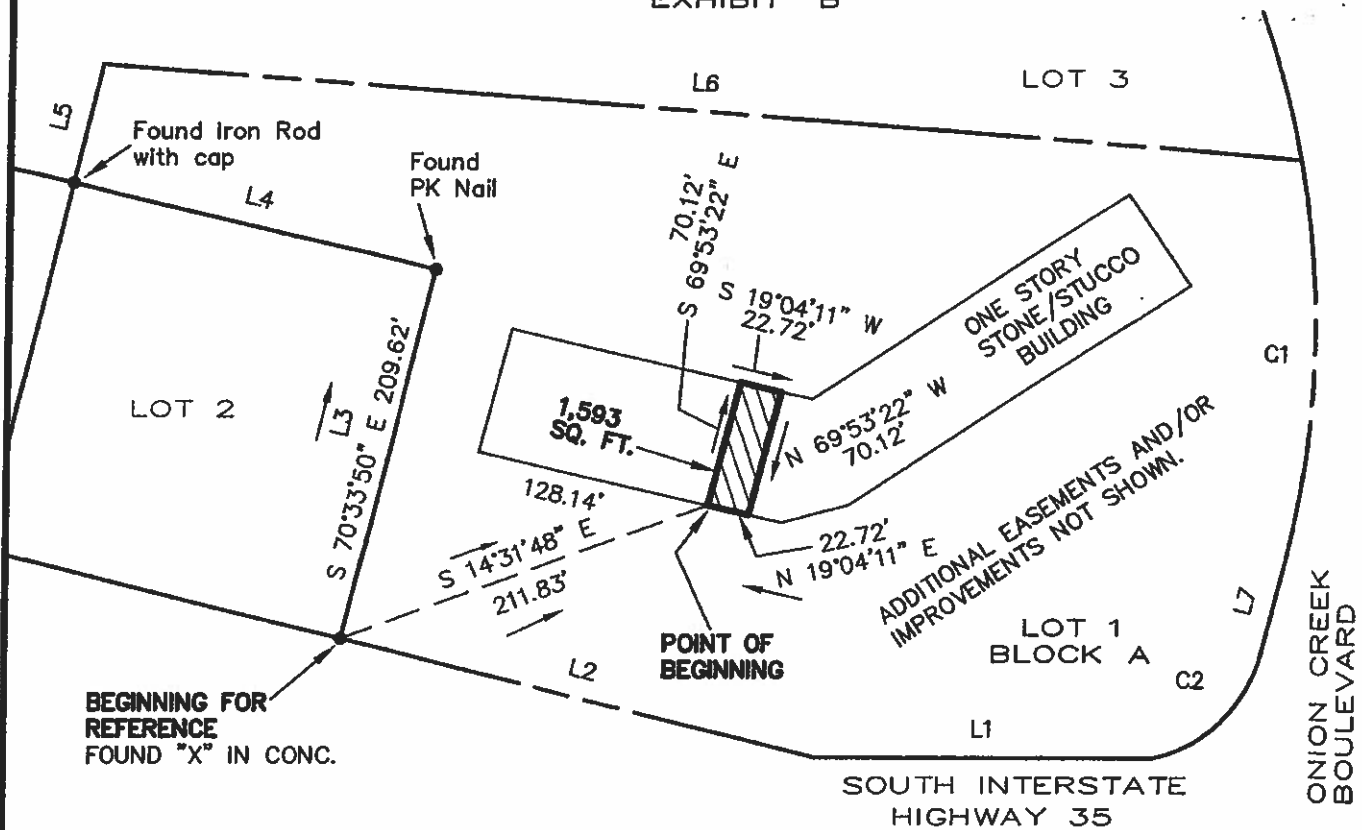 EXHIBIT "B"
LOT 3
L6
L5
Found Iron Rod
with cap
Found
PK Nail
L4
70.12'
S 69°53'22" E
S 19°04'11" W
22.72'
ONE STORY
STONE/STUCCO
BUILDING
C1
LOT 2
L3
S 70°33'50" E 209.62'
1,593
SQ. FT.
N 69°53'22" W
70.12'
128.14'
S 14°31'48" E
211.83'
22.72'
N 19°04'11" E
ADDITIONAL EASEMENTS AND/OR
IMPROVEMENTS NOT SHOWN.
POINT OF
BEGINNING
LOT 1
BLOCK A
L7
C2
L2
L1
BEGINNING FOR
REFERENCE
FOUND "X" IN CONC.
SOUTH INTERSTATE
HIGHWAY 35
ONION CREEK
BOULEVARD